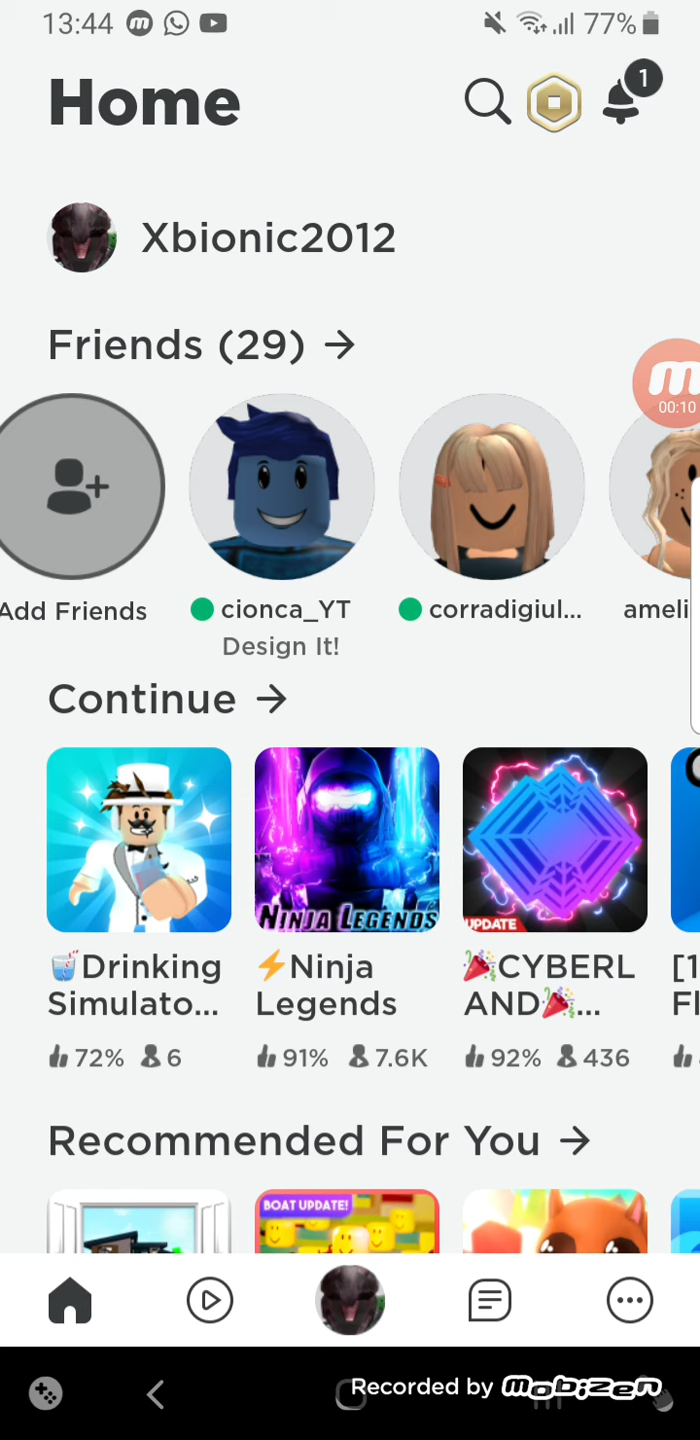 13:44
77%
Home
1
Xbionic2012
Friends (29) →
00:10
Add Friends
cionca_YT
corradigiul...
ameli
Design It!
Continue →
NINJA LEGENDS
UPDATE
🥤Drinking
Simulato...
⚡Ninja
Legends
🎉CYBERL
AND🎉...
[1
Fl
72% 6
91% 7.6K
92% 436
Recommended For You →
BOAT UPDATE!
Recorded by mobizen